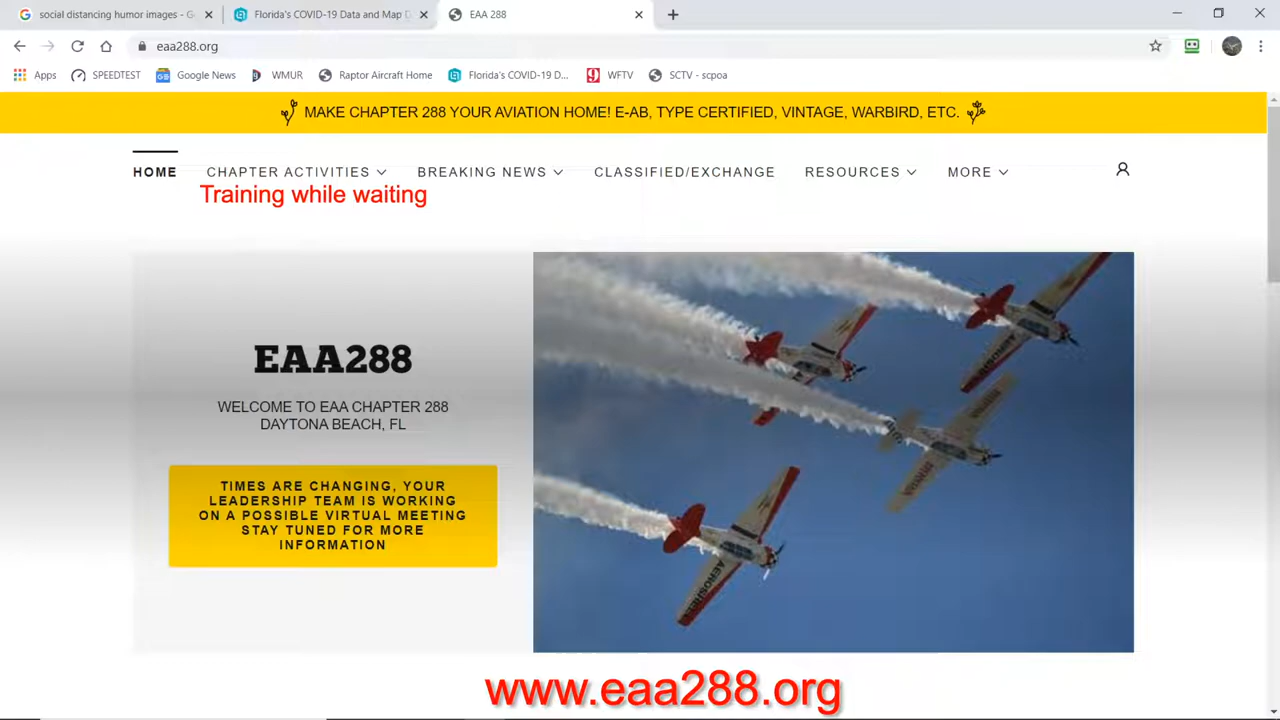 social distancing humor images - G
Florida's COVID-19 Data and Map D
EAA 288
eaa288.org
Apps
SPEEDTEST
Google News
WMUR
Raptor Aircraft Home
Florida's COVID-19 D...
9
WFTV
SCTV - scpoa
MAKE CHAPTER 288 YOUR AVIATION HOME! E-AB, TYPE CERTIFIED, VINTAGE, WARBIRD, ETC.
HOME
CHAPTER ACTIVITIES
BREAKING NEWS
CLASSIFIED/EXCHANGE
RESOURCES
MORE
Training while waiting
EAA288
WELCOME TO EAA CHAPTER 288
DAYTONA BEACH, FL
TIMES ARE CHANGING, YOUR
LEADERSHIP TEAM IS WORKING
ON A POSSIBLE VIRTUAL MEETING
STAY TUNED FOR MORE
INFORMATION
www.eaa288.org